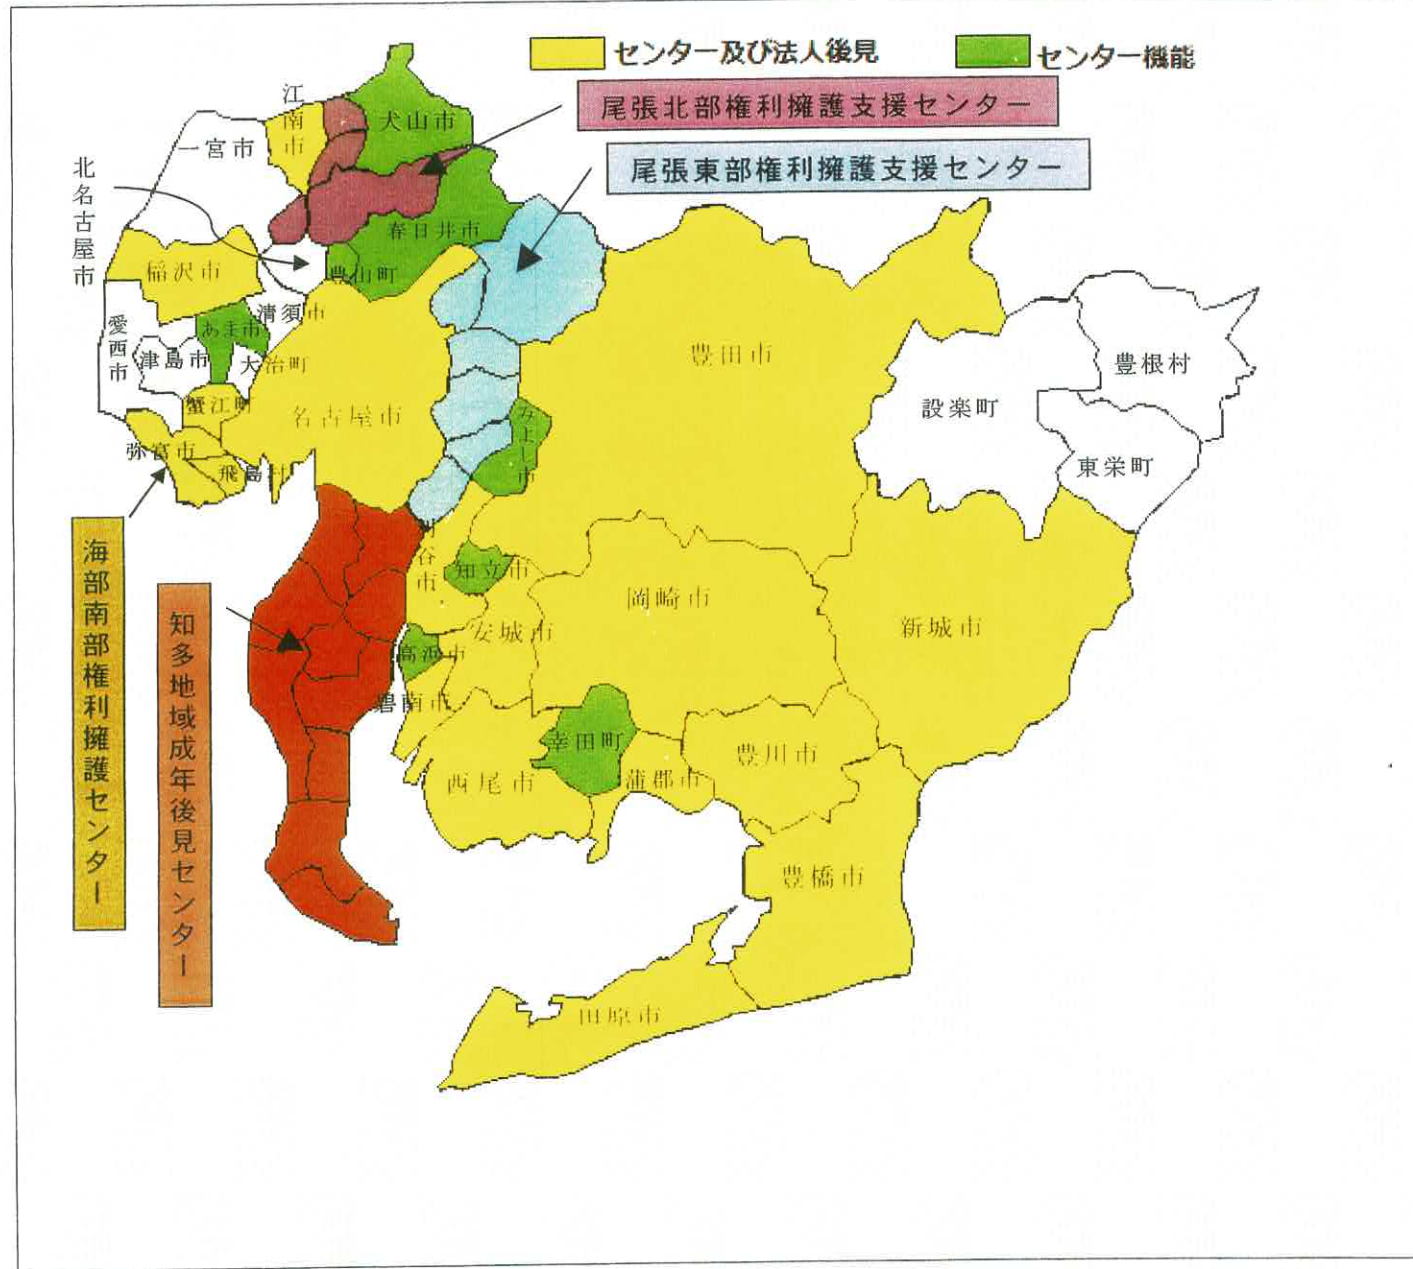 センター及び法人後見
センター機能
尾張北部権利擁護支援センター
尾張東部権利擁護支援センター
江南市
犬山市
一宮市
北名古屋市
春日井市
豊山町
稲沢市
清須市
あま市
愛西市
津島市
大治町
蟹江町
名古屋市
みよし市
豊田市
豊根村
設楽町
東栄町
弥富市
飛島村
刈谷市
知立市
岡崎市
新城市
安城市
高浜市
碧南市
幸田町
西尾市
蒲郡市
豊川市
豊橋市
田原市
海部南部権利擁護センター
知多地域成年後見センター